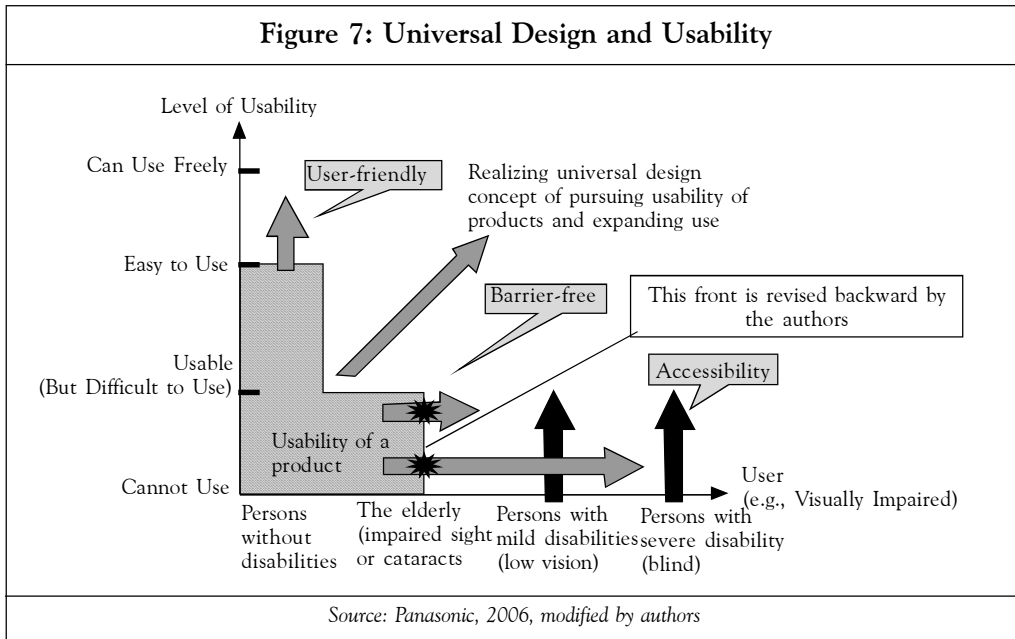 Figure 7: Universal Design and Usability
Level of Usability
Can Use Freely
User-friendly
Realizing universal design
concept of pursuing usability of
products and expanding use
Easy to Use
Barrier-free
This front is revised backward by
the authors
Usable
(But Difficult to Use)
Accessibility
Usability of a
product
Cannot Use
User
(e.g., Visually Impaired)
Persons
without
disabilities
The elderly
(impaired sight
or cataracts
Persons with
mild disabilities
(low vision)
Persons with
severe disability
(blind)
Source: Panasonic, 2006, modified by authors